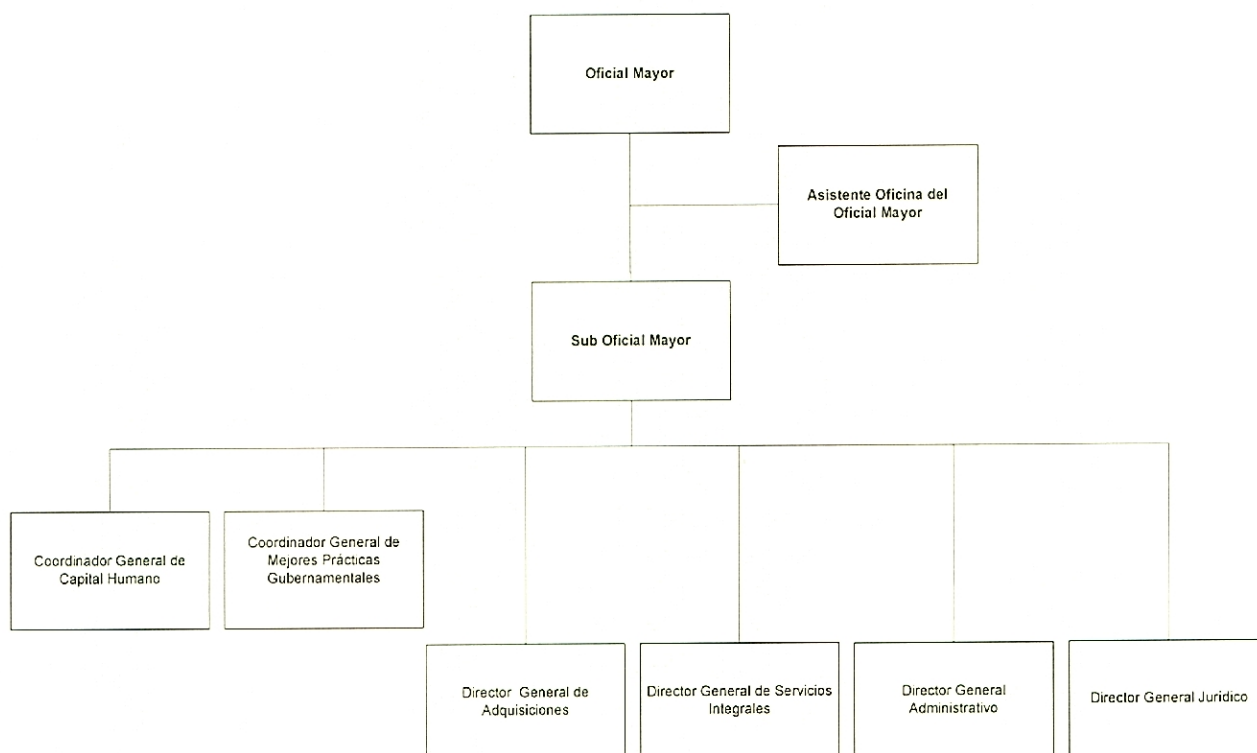 Oficial Mayor
Asistente Oficina del
Oficial Mayor
Sub Oficial Mayor
Coordinador General de
Capital Humano
Coordinador General de
Mejores Prácticas
Gubernamentales
Director General de
Adquisiciones
Director General de Servicios
Integrales
Director General
Administrativo
Director General Jurídico